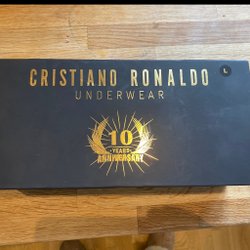 CRISTIANO RONALDO
L
UNDERWEAR
10
YEARS
ANNIVERSARY